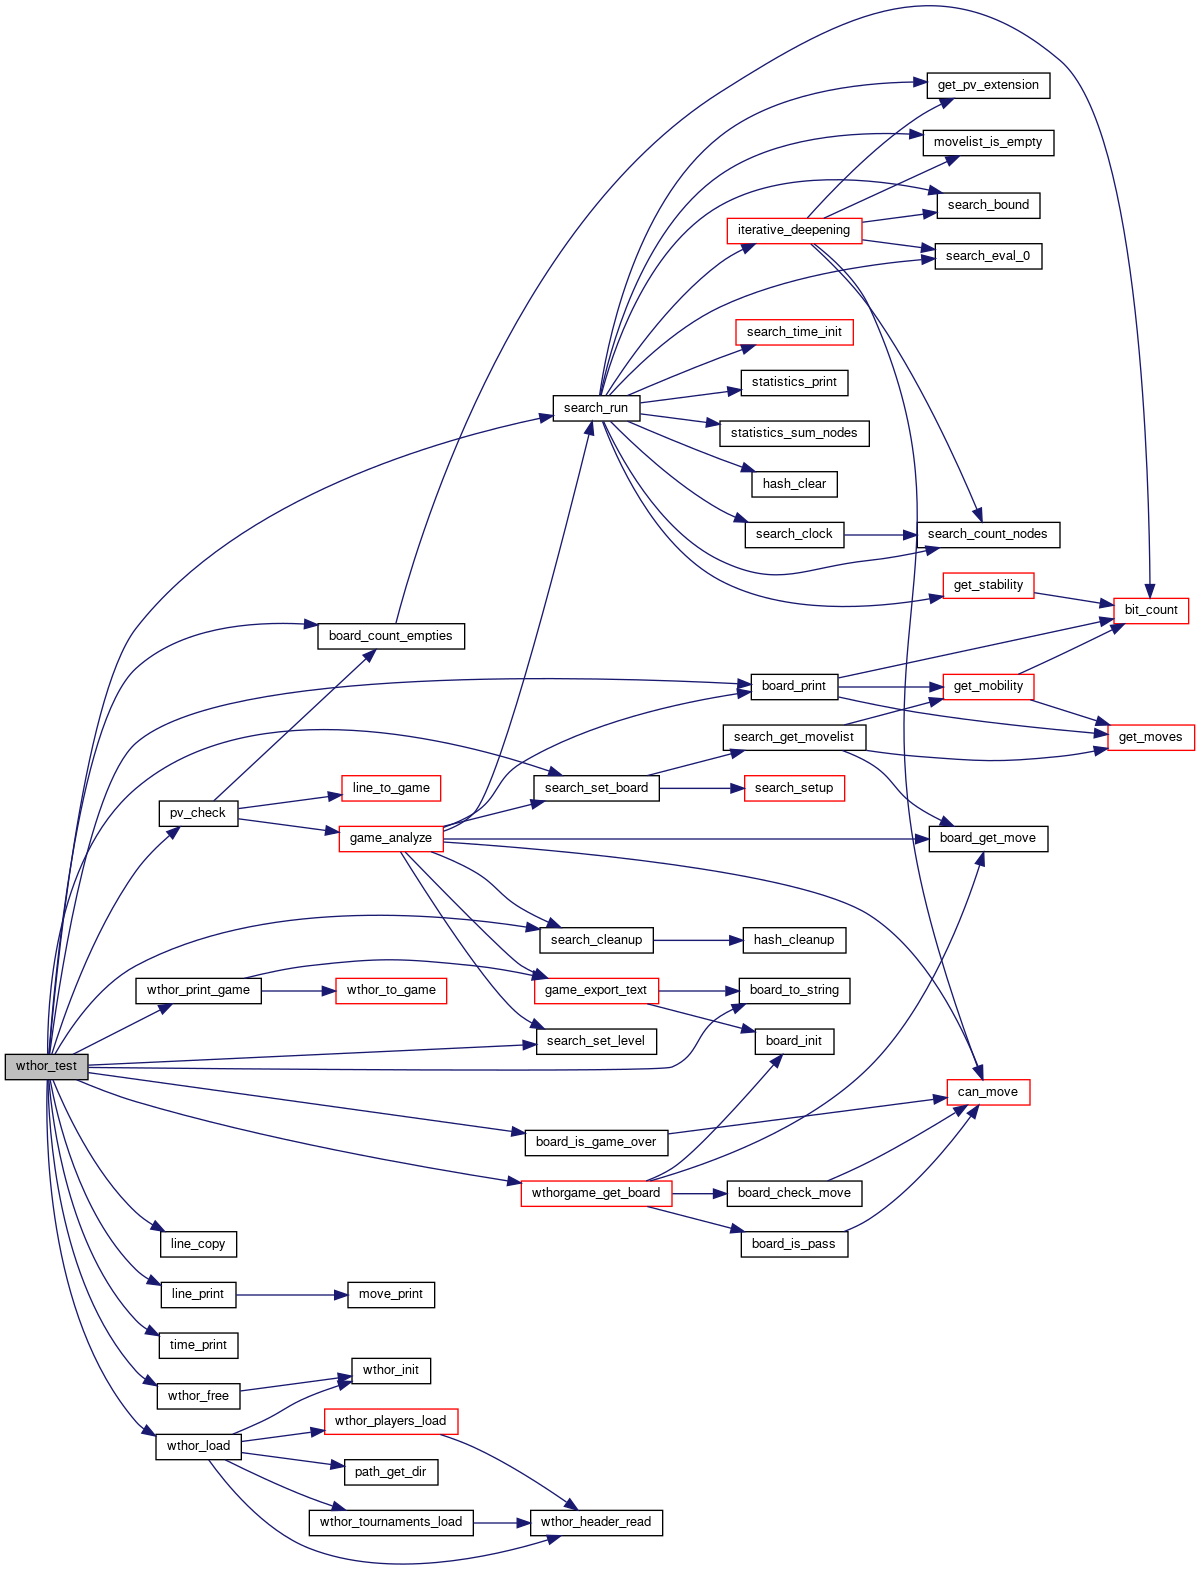 get_pv_extension
movelist_is_empty
search_bound
iterative_deepening
search_eval_0
search_time_init
statistics_print
search_run
statistics_sum_nodes
hash_clear
search_clock
search_count_nodes
get_stability
bit_count
board_count_empties
board_print
get_mobility
search_get_movelist
get_moves
line_to_game
search_set_board
search_setup
pv_check
game_analyze
board_get_move
search_cleanup
hash_cleanup
wthor_print_game
wthor_to_game
game_export_text
board_to_string
search_set_level
board_init
wthor_test
can_move
board_is_game_over
wthorgame_get_board
board_check_move
line_copy
board_is_pass
line_print
move_print
time_print
wthor_init
wthor_free
wthor_players_load
wthor_load
path_get_dir
wthor_tournaments_load
wthor_header_read